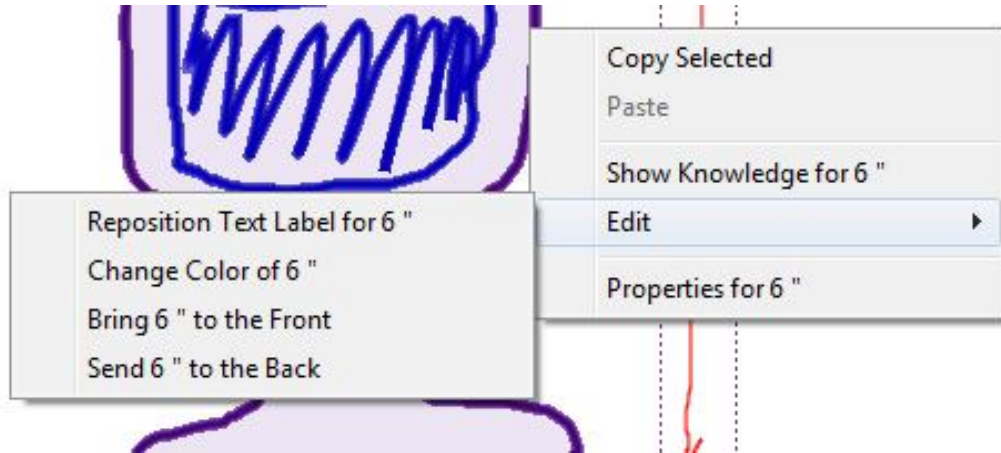 Copy Selected
Paste
Show Knowledge for 6 "
Edit
Properties for 6 "
Reposition Text Label for 6 "
Change Color of 6 "
Bring 6 " to the Front
Send 6 " to the Back